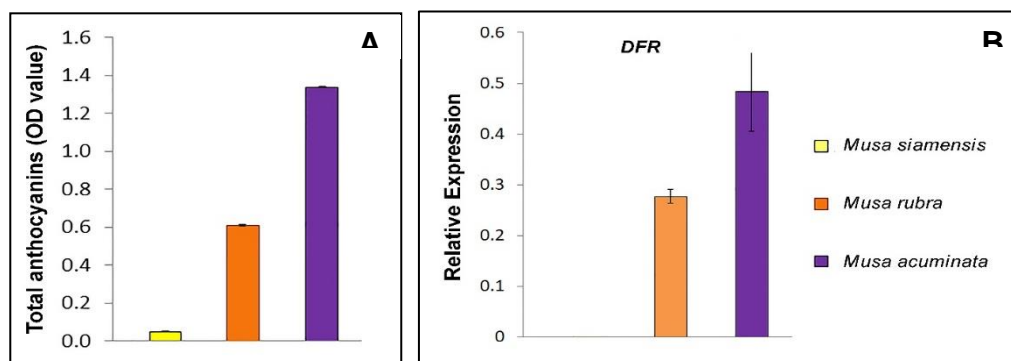 A
Total anthocyanins (OD value)
1.6
1.4
1.2
1.0
0.8
0.6
0.4
0.2
0.0
B
DFR
Relative Expression
0.6
0.5
0.4
0.3
0.2
0.1
0
Musa siamensis
Musa rubra
Musa acuminata